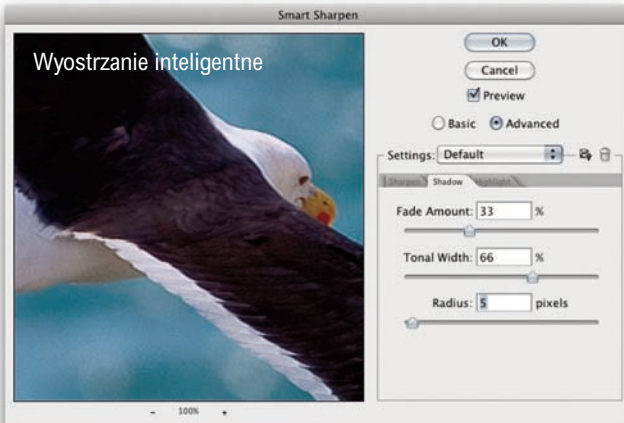 Smart Sharpen
Wyostrzanie inteligentne
OK
Cancel
Preview
Basic Advanced
Settings: Default
Sharpen Shadow Highlight
Fade Amount: 33 %
Tonal Width: 66 %
Radius: 5 pixels
- 100% +